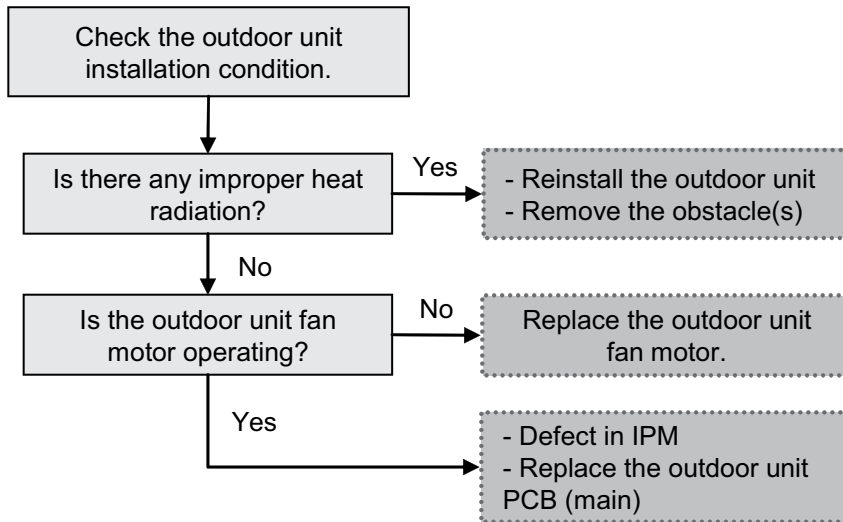 Check the outdoor unit
installation condition.
Is there any improper heat
radiation?
Yes
- Reinstall the outdoor unit
- Remove the obstacle(s)
No
Is the outdoor unit fan
motor operating?
No
Replace the outdoor unit
fan motor.
Yes
- Defect in IPM
- Replace the outdoor unit
PCB (main)